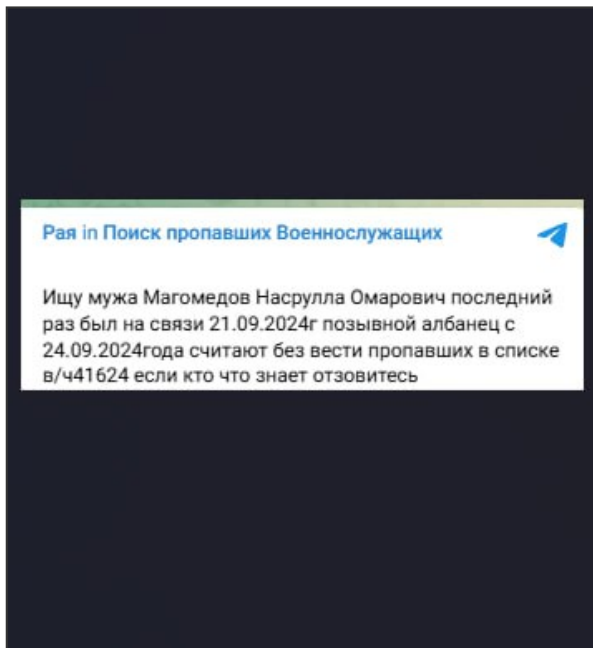 Рая in Поиск пропавших Военнослужащих
Ищу мужа Магомедов Насрулла Омарович последний
раз был на связи 21.09.2024г позывной албанец с
24.09.2024года считают без вести пропавших в списке
в/ч41624 если кто что знает отзовитесь